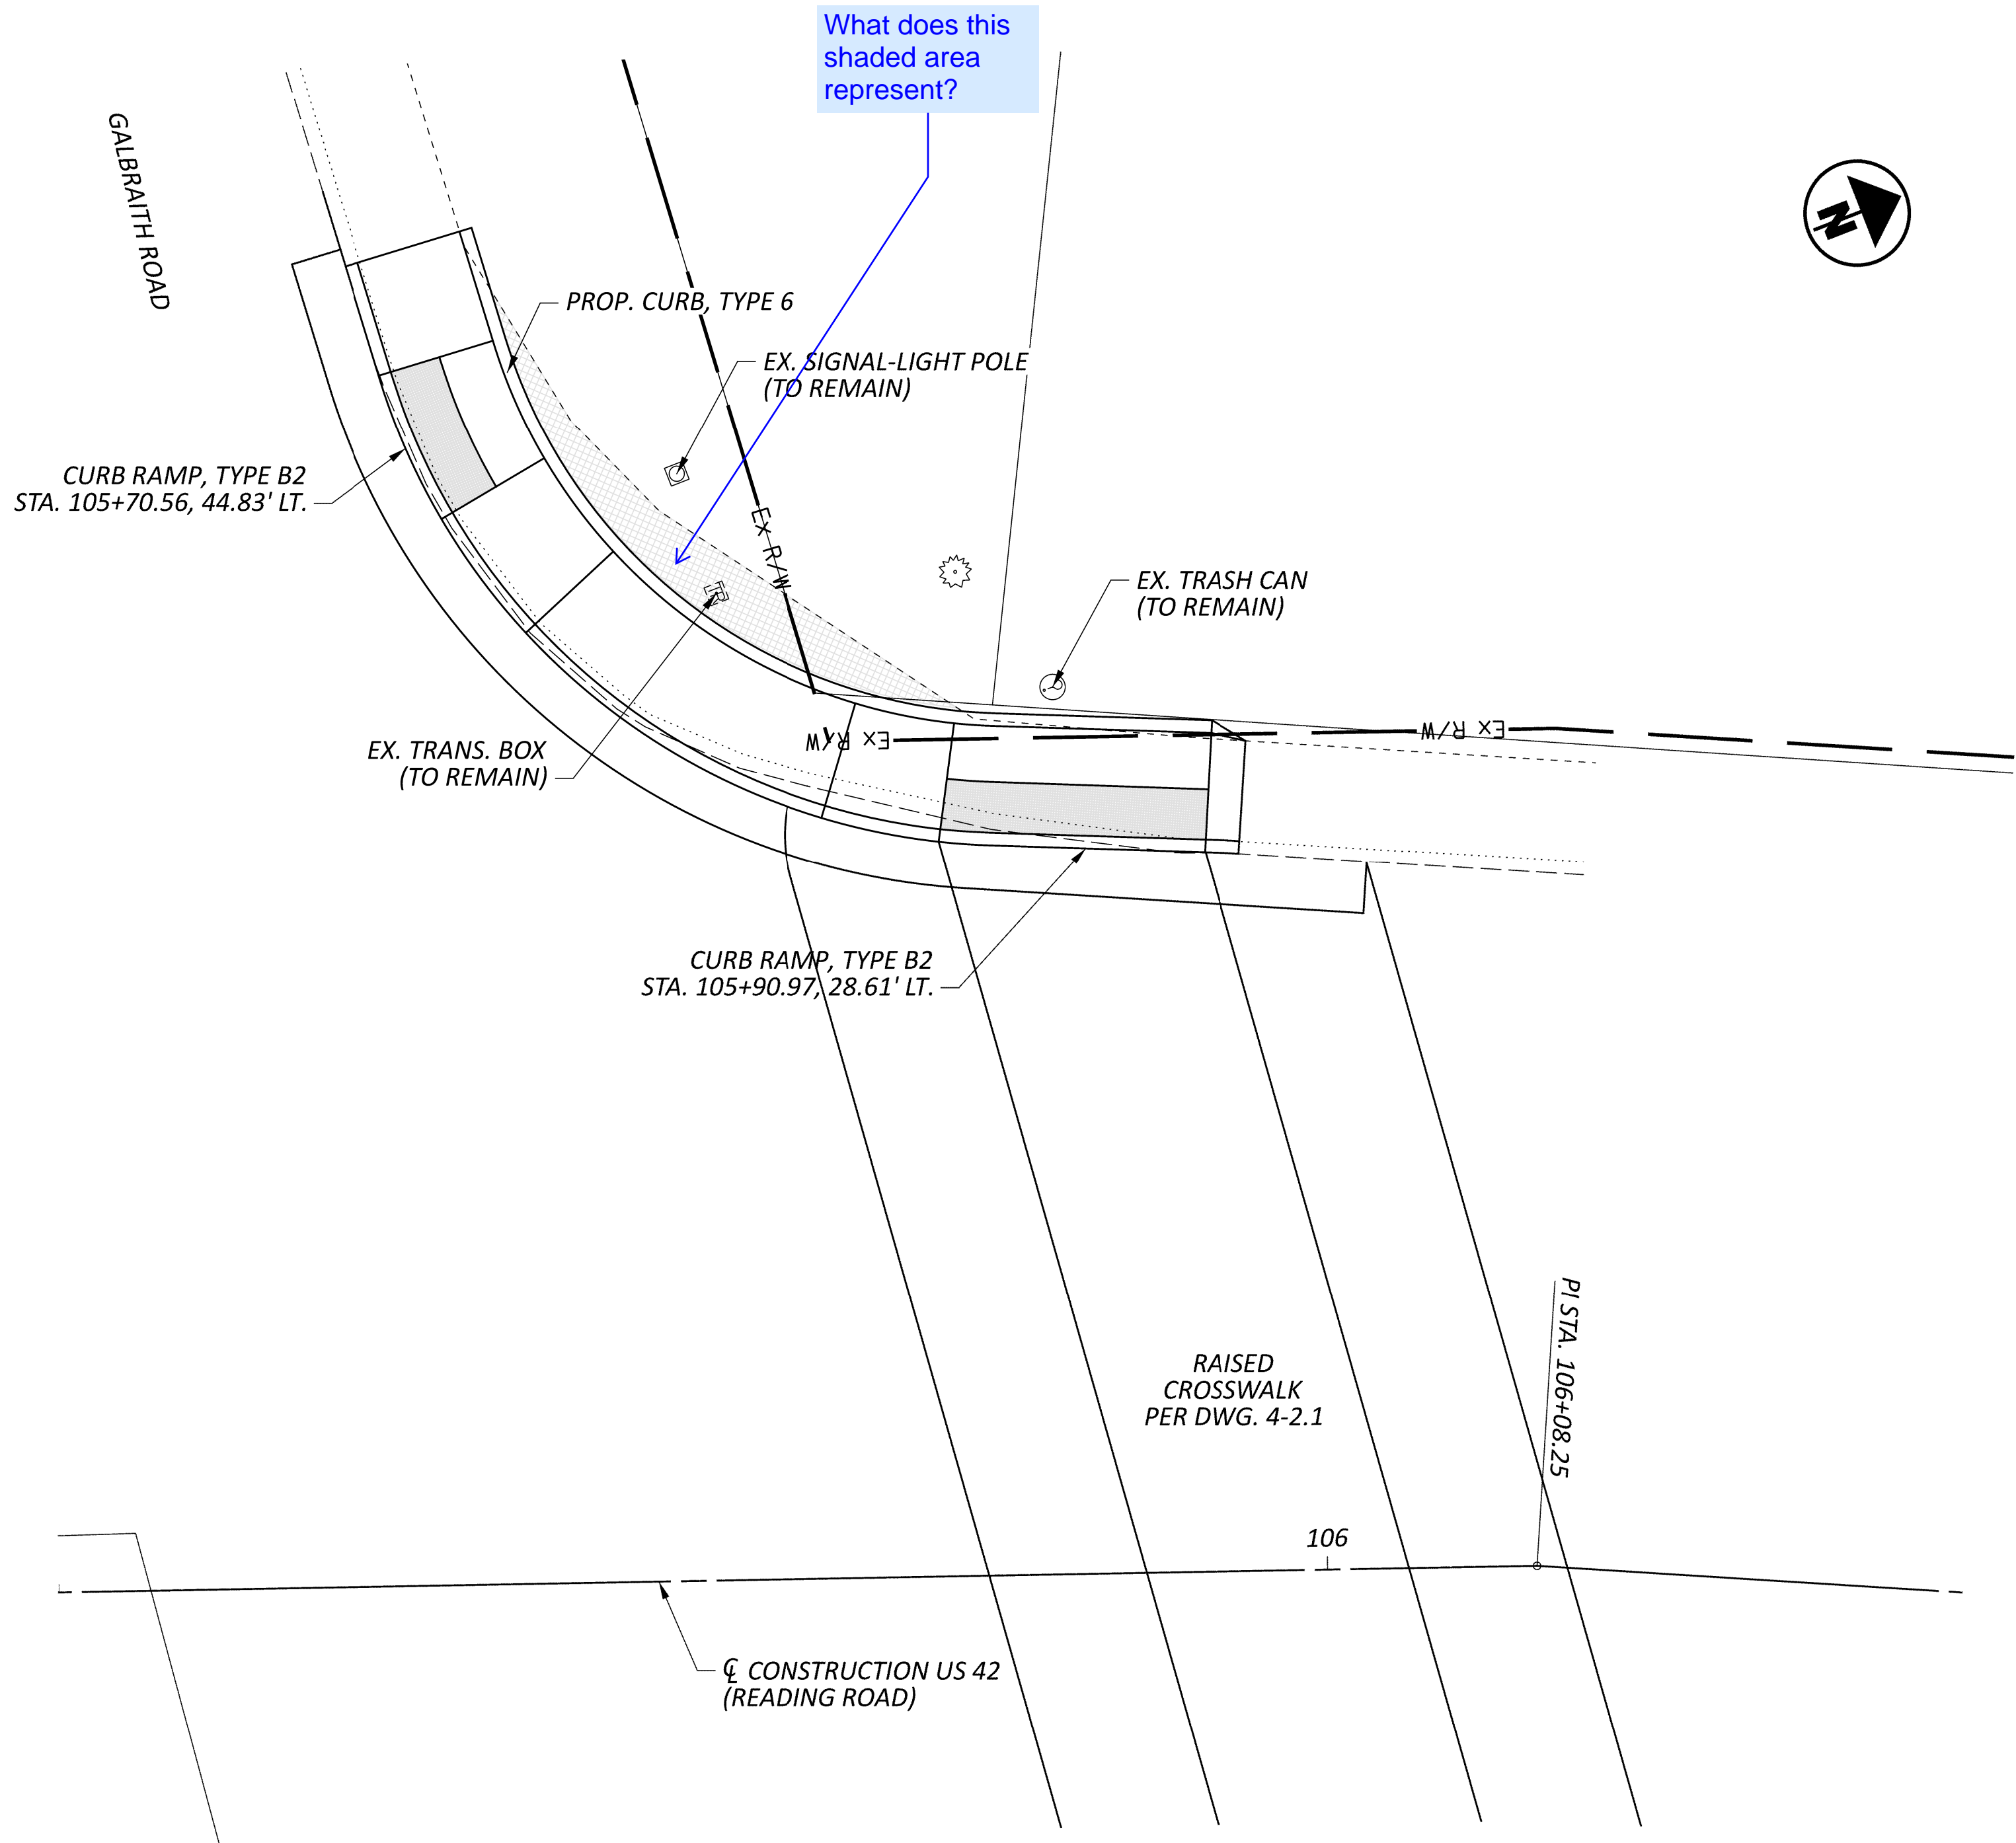 What does this
shaded area
represent?
GALBRAITH ROAD
N
PROP. CURB, TYPE 6
EX. SIGNAL-LIGHT POLE
(TO REMAIN)
CURB RAMP, TYPE B2
STA. 105+70.56, 44.83' LT.
Ex R/W
EX. TRASH CAN
(TO REMAIN)
TR
EX. TRANS. BOX
(TO REMAIN)
Ex R/W
Ex R/W
CURB RAMP, TYPE B2
STA. 105+90.97, 28.61' LT.
RAISED
CROSSWALK
PER DWG. 4-2.1
PI STA. 106+08.25
106
℄ CONSTRUCTION US 42
(READING ROAD)